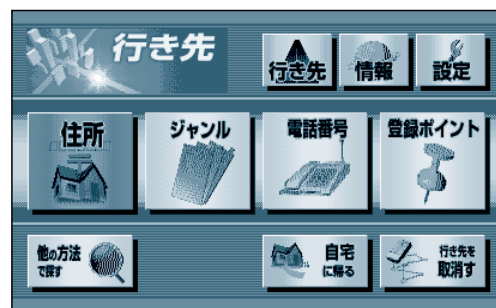 行き先
行き先
情報
設定
住所
ジャンル
電話番号
登録ポイント
他の方法
で探す
自宅
に帰る
行き先を
取消す